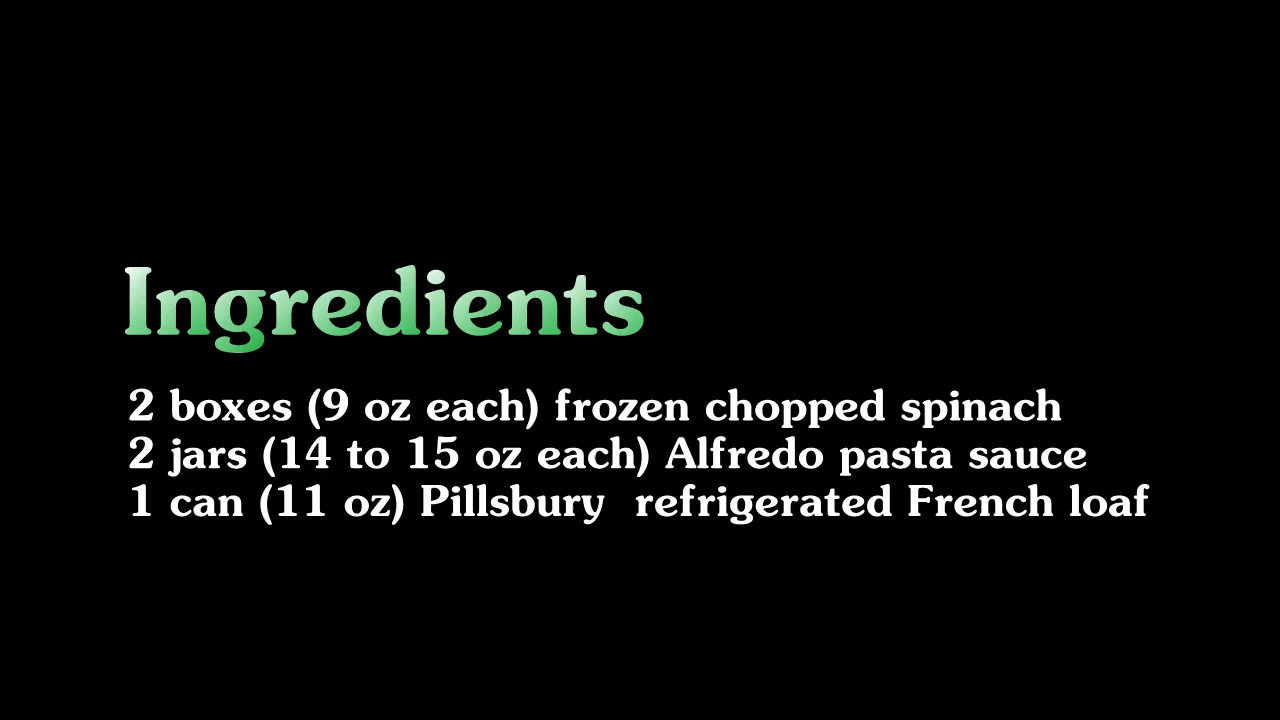 Ingredients
2 boxes (9 oz each) frozen chopped spinach
2 jars (14 to 15 oz each) Alfredo pasta sauce
1 can (11 oz) Pillsbury  refrigerated French loaf